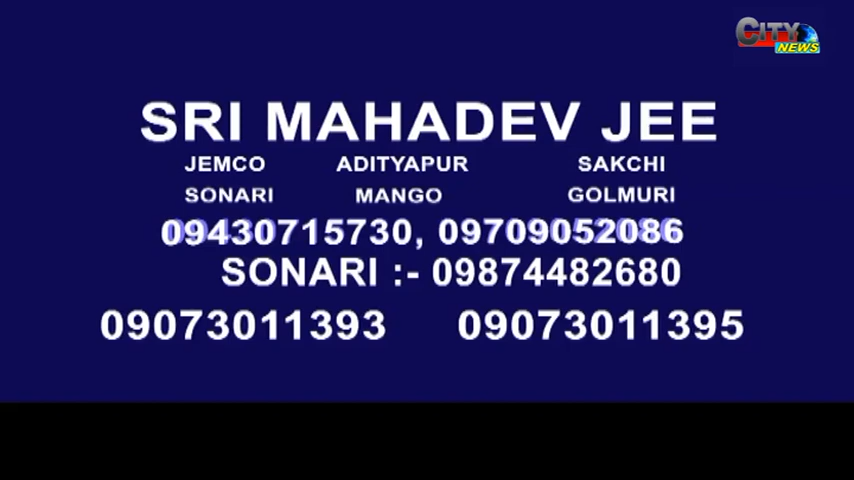 CITY
NEWS
SRI MAHADEV JEE
JEMCO ADITYAPUR SAKCHI
SONARI MANGO GOLMURI
09430715730, 09709052086
SONARI :- 09874482680
09073011393 09073011395